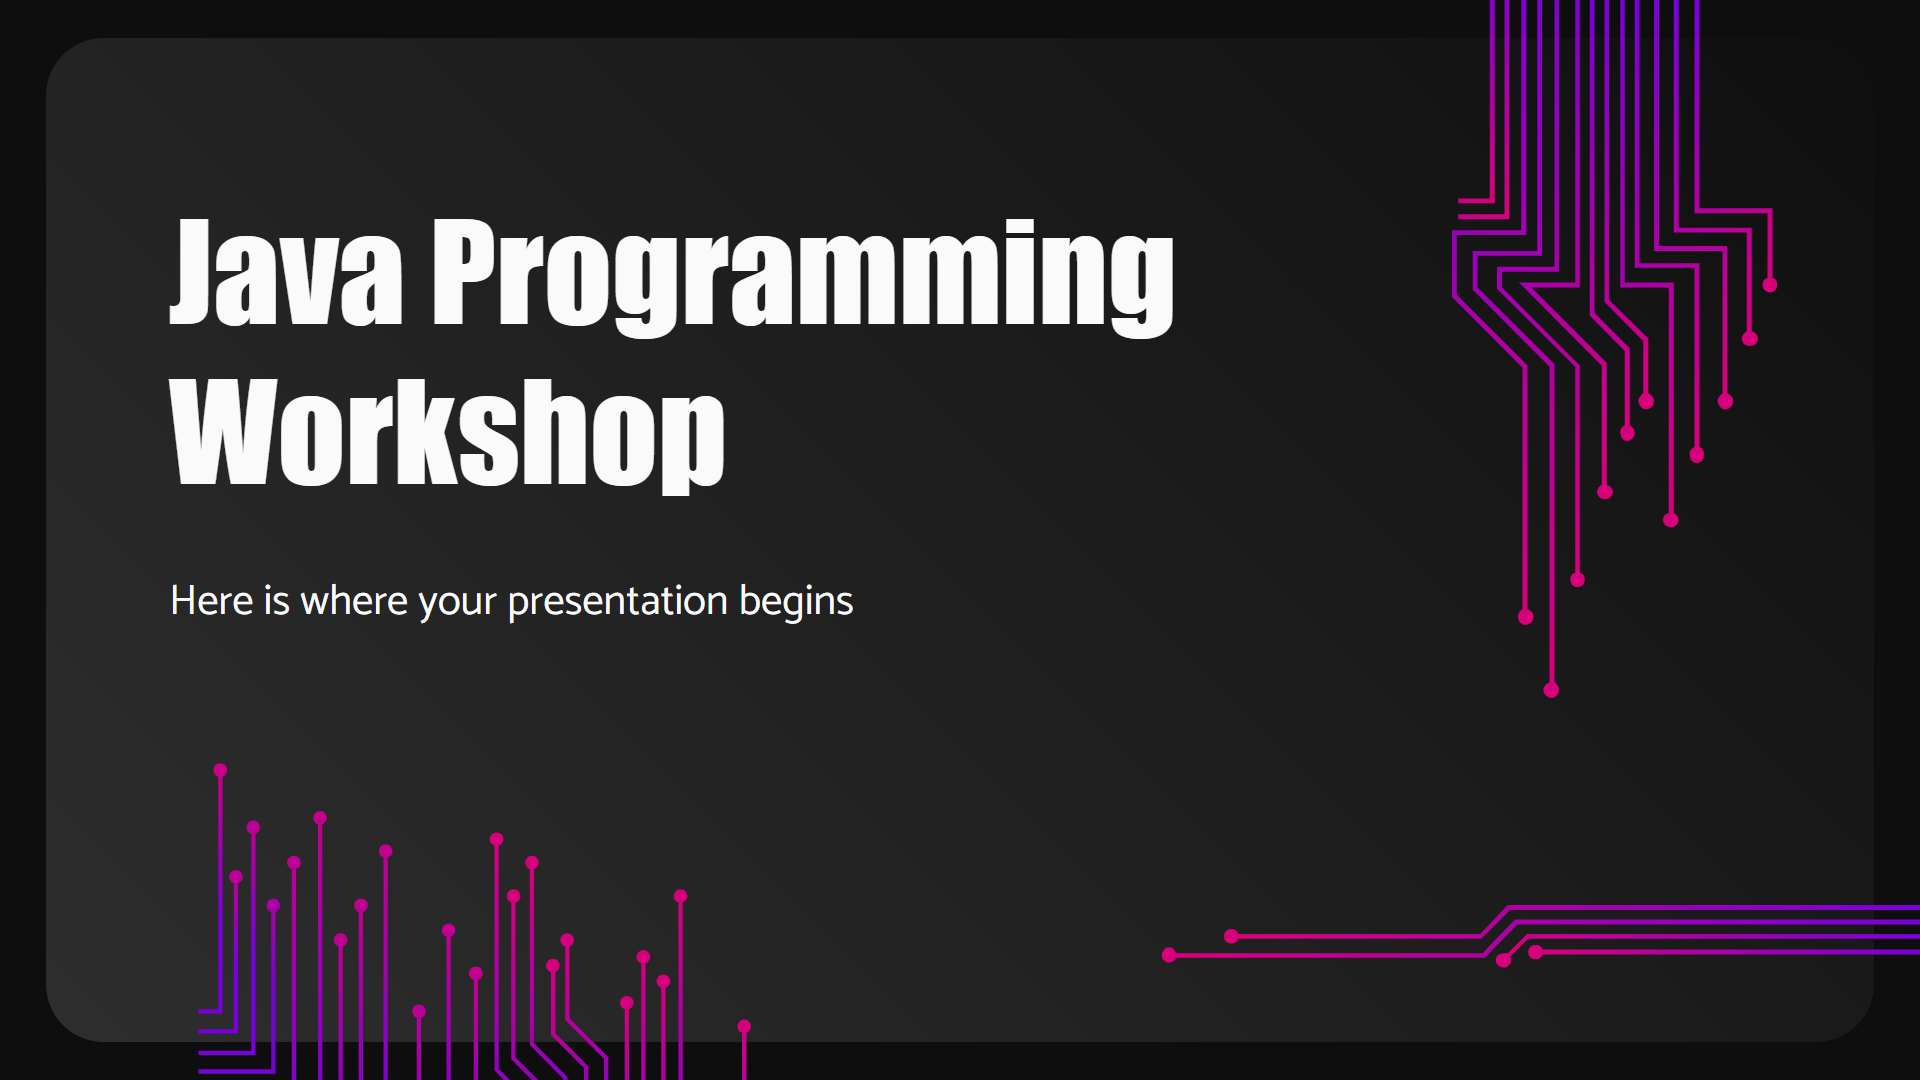 Java Programming
Workshop
Here is where your presentation begins